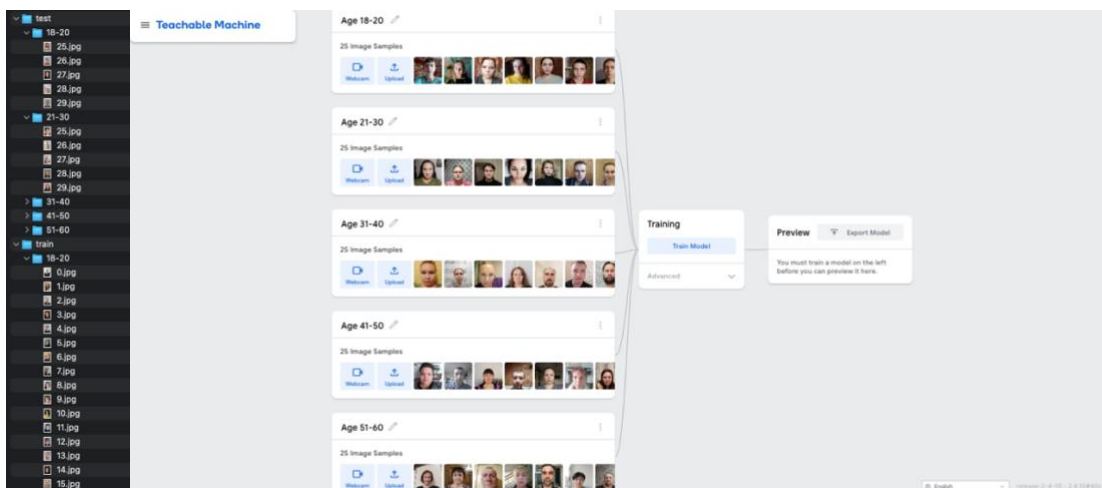 test
18-20
25.jpg
26.jpg
27.jpg
28.jpg
29.jpg
21-30
25.jpg
26.jpg
27.jpg
28.jpg
29.jpg
31-40
41-50
51-60
train
18-20
0.jpg
1.jpg
2.jpg
3.jpg
4.jpg
5.jpg
6.jpg
7.jpg
8.jpg
9.jpg
10.jpg
11.jpg
12.jpg
13.jpg
14.jpg
15.jpg
Teachable Machine
Age 18-20
25 Image Samples
Webcam Upload
Age 21-30
25 Image Samples
Webcam Upload
Age 31-40
25 Image Samples
Webcam Upload
Age 41-50
25 Image Samples
Webcam Upload
Age 51-60
25 Image Samples
Webcam Upload
Training
Train Model
Advanced
Preview
Export Model
You must train a model on the left
before you can preview it here.
English